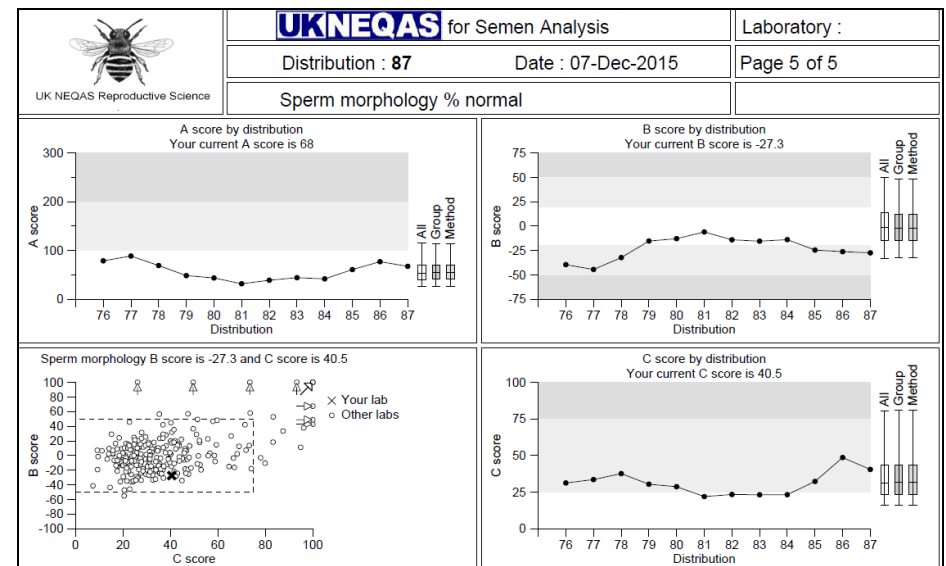 UKNEQAS for Semen Analysis
Laboratory :
Distribution : 87 Date : 07-Dec-2015
Page 5 of 5
UK NEQAS Reproductive Science
Sperm morphology % normal
A score by distribution
Your current A score is 68
300
200
100
0
A score
76 77 78 79 80 81 82 83 84 85 86 87
Distribution
All
Group
Method
B score by distribution
Your current B score is -27.3
75
50
25
0
-25
-50
-75
B score
76 77 78 79 80 81 82 83 84 85 86 87
Distribution
All
Group
Method
Sperm morphology B score is -27.3 and C score is 40.5
100
80
60
40
20
0
-20
-40
-60
-80
-100
B score
0 20 40 60 80 100
C score
Your lab
Other labs
C score by distribution
Your current C score is 40.5
100
75
50
25
0
C score
76 77 78 79 80 81 82 83 84 85 86 87
Distribution
All
Group
Method